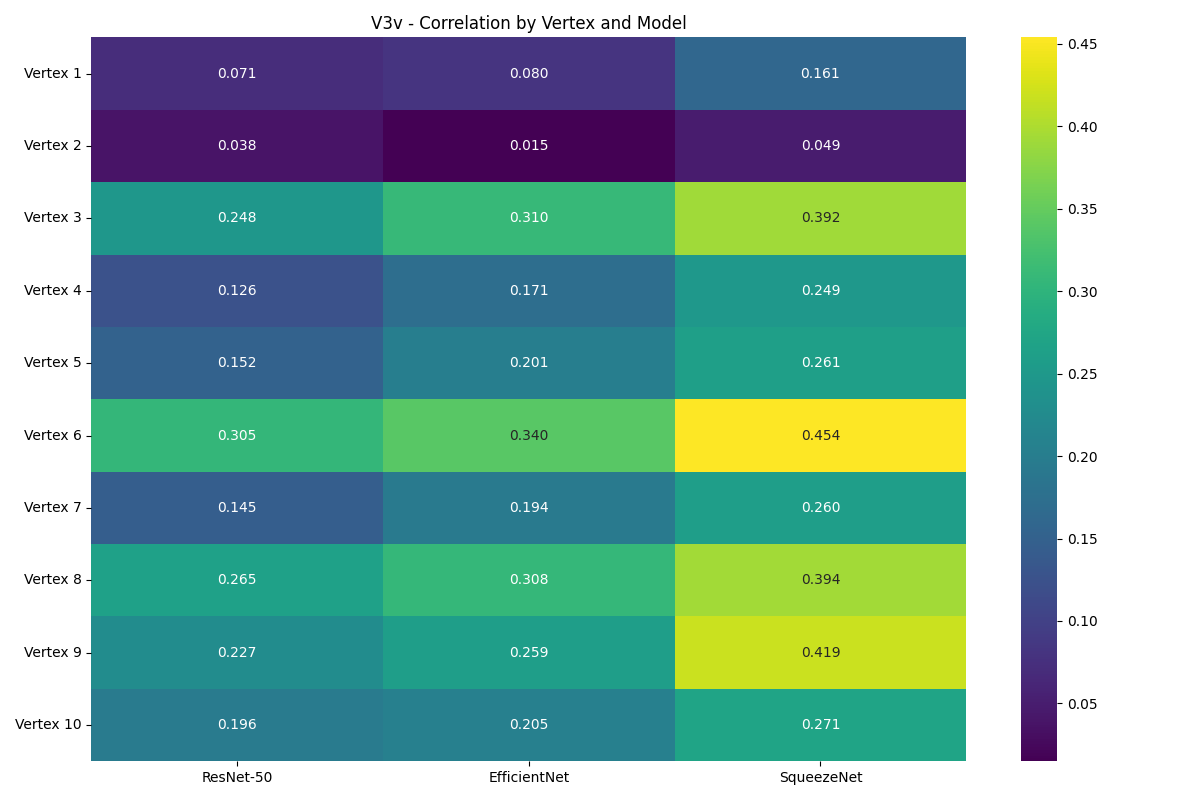 V3v - Correlation by Vertex and Model
Vertex 1 0.071 0.080 0.161
Vertex 2 0.038 0.015 0.049
Vertex 3 0.248 0.310 0.392
Vertex 4 0.126 0.171 0.249
Vertex 5 0.152 0.201 0.261
Vertex 6 0.305 0.340 0.454
Vertex 7 0.145 0.194 0.260
Vertex 8 0.265 0.308 0.394
Vertex 9 0.227 0.259 0.419
Vertex 10 0.196 0.205 0.271
ResNet-50 EfficientNet SqueezeNet
0.45
0.40
0.35
0.30
0.25
0.20
0.15
0.10
0.05